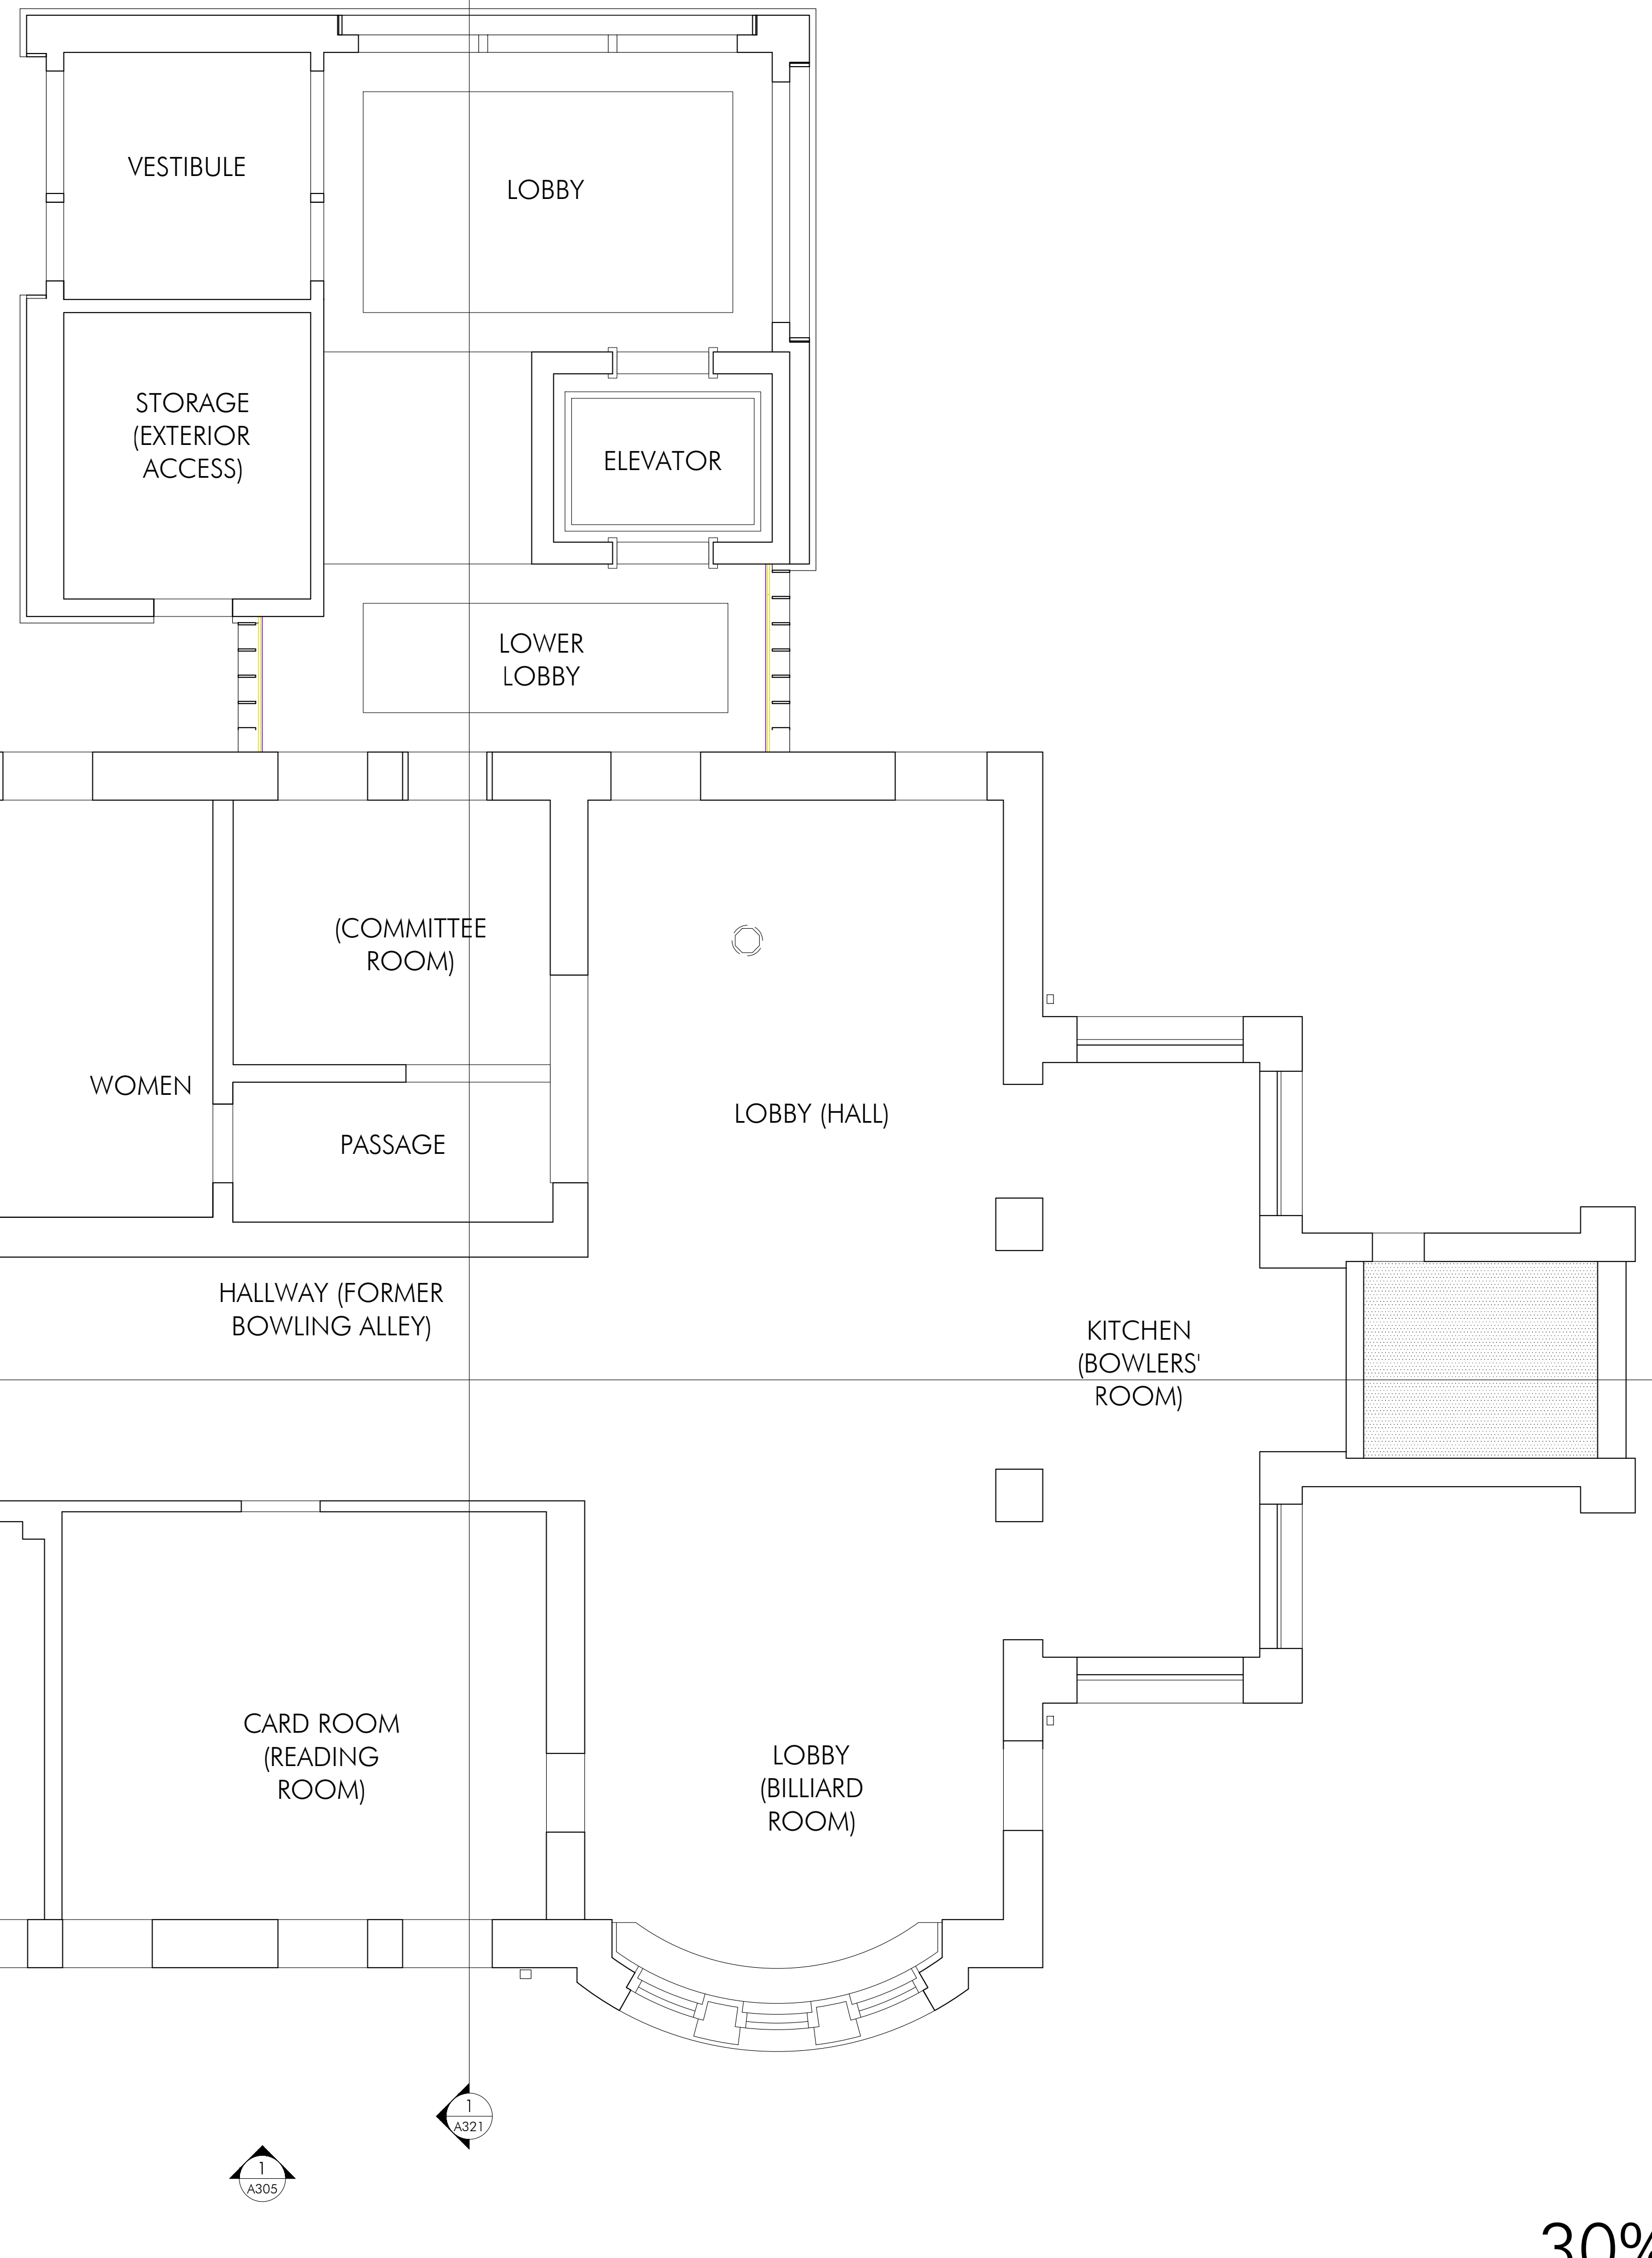 VESTIBULE
LOBBY
STORAGE
(EXTERIOR
ACCESS)
ELEVATOR
LOWER
LOBBY
(COMMITTEE
ROOM)
WOMEN
LOBBY (HALL)
PASSAGE
HALLWAY (FORMER
BOWLING ALLEY)
KITCHEN
(BOWLERS'
ROOM)
CARD ROOM
(READING
ROOM)
LOBBY
(BILLIARD
ROOM)
1
A321
1
A305
30%